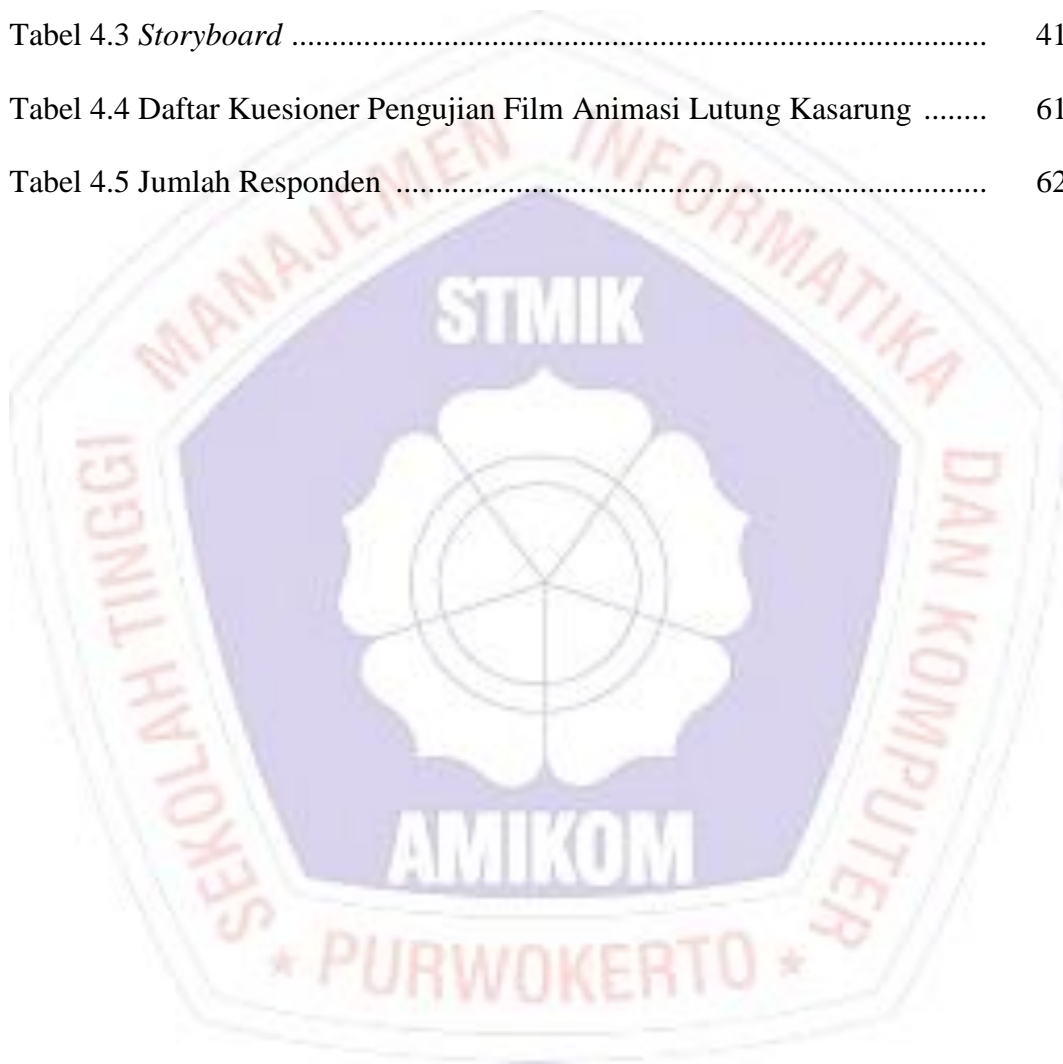 Tabel 4.3 Storyboard ........................................................................... 41
Tabel 4.4 Daftar Kuesioner Pengujian Film Animasi Lutung Kasarung ........ 61
Tabel 4.5 Jumlah Responden ................................................................ 62
SEKOLAH TINGGI MANAJEMEN INFORMATIKA DAN KOMPUTER
STMIK
AMIKOM
* PURWOKERTO *